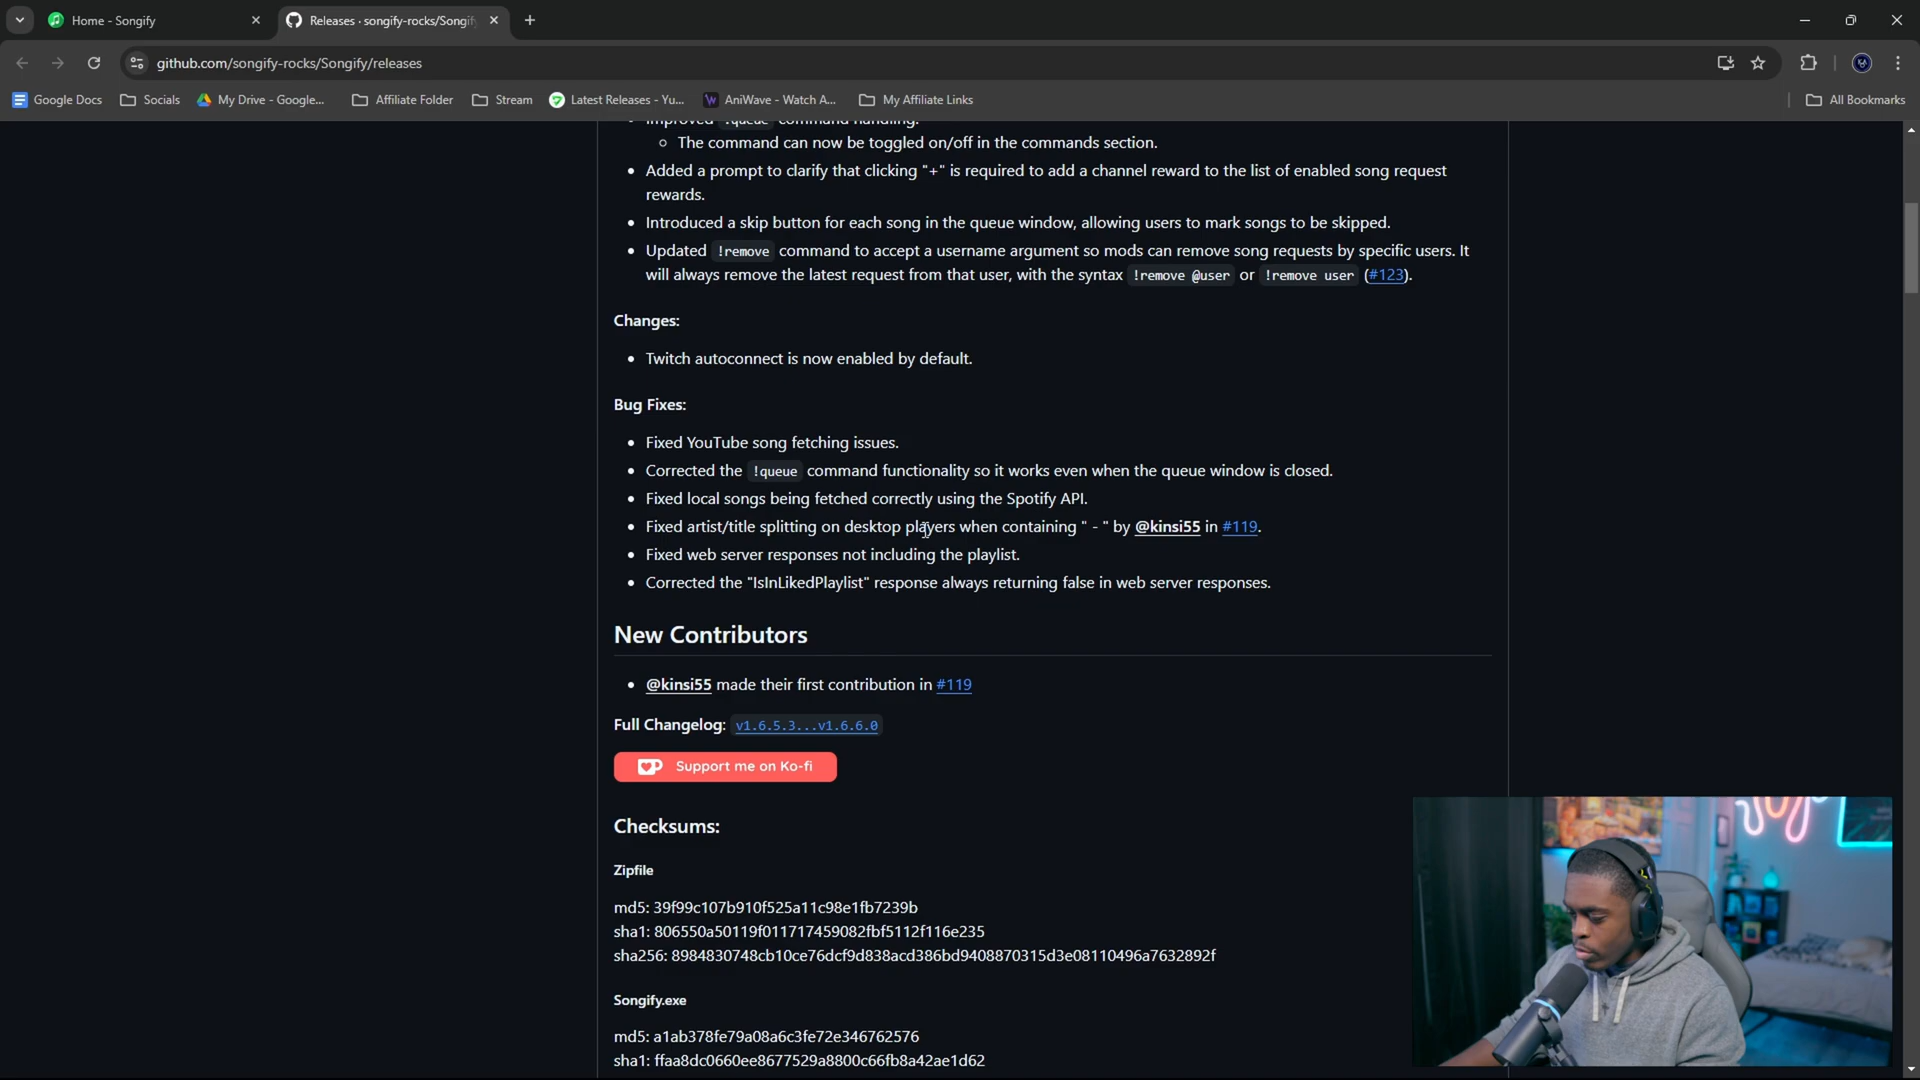 Home - Songify
Releases · songify-rocks/Songif
github.com/songify-rocks/Songify/releases
Google Docs
Socials
My Drive - Google...
Affiliate Folder
Stream
Latest Releases - Yu...
AniWave - Watch A...
My Affiliate Links
All Bookmarks
Improved !queue command handling.
The command can now be toggled on/off in the commands section.
Added a prompt to clarify that clicking "+" is required to add a channel reward to the list of enabled song request
rewards.
Introduced a skip button for each song in the queue window, allowing users to mark songs to be skipped.
Updated !remove command to accept a username argument so mods can remove song requests by specific users. It
will always remove the latest request from that user, with the syntax !remove @user or !remove user (#123).
Changes:
Twitch autoconnect is now enabled by default.
Bug Fixes:
Fixed YouTube song fetching issues.
Corrected the !queue command functionality so it works even when the queue window is closed.
Fixed local songs being fetched correctly using the Spotify API.
Fixed artist/title splitting on desktop players when containing " - " by @kinsi55 in #119.
Fixed web server responses not including the playlist.
Corrected the "IsInLikedPlaylist" response always returning false in web server responses.
New Contributors
@kinsi55 made their first contribution in #119
Full Changelog: v1.6.5.3...v1.6.6.0
Support me on Ko-fi
Checksums:
Zipfile
md5: 39f99c107b910f525a11c98e1fb7239b
sha1: 806550a50119f011717459082fbf5112f116e235
sha256: 8984830748cb10ce76dcf9d838acd386bd9408870315d3e08110496a7632892f
Songify.exe
md5: a1ab378fe79a08a6c3fe72e346762576
sha1: ffaa8dc0660ee8677529a8800c66fb8a42ae1d62